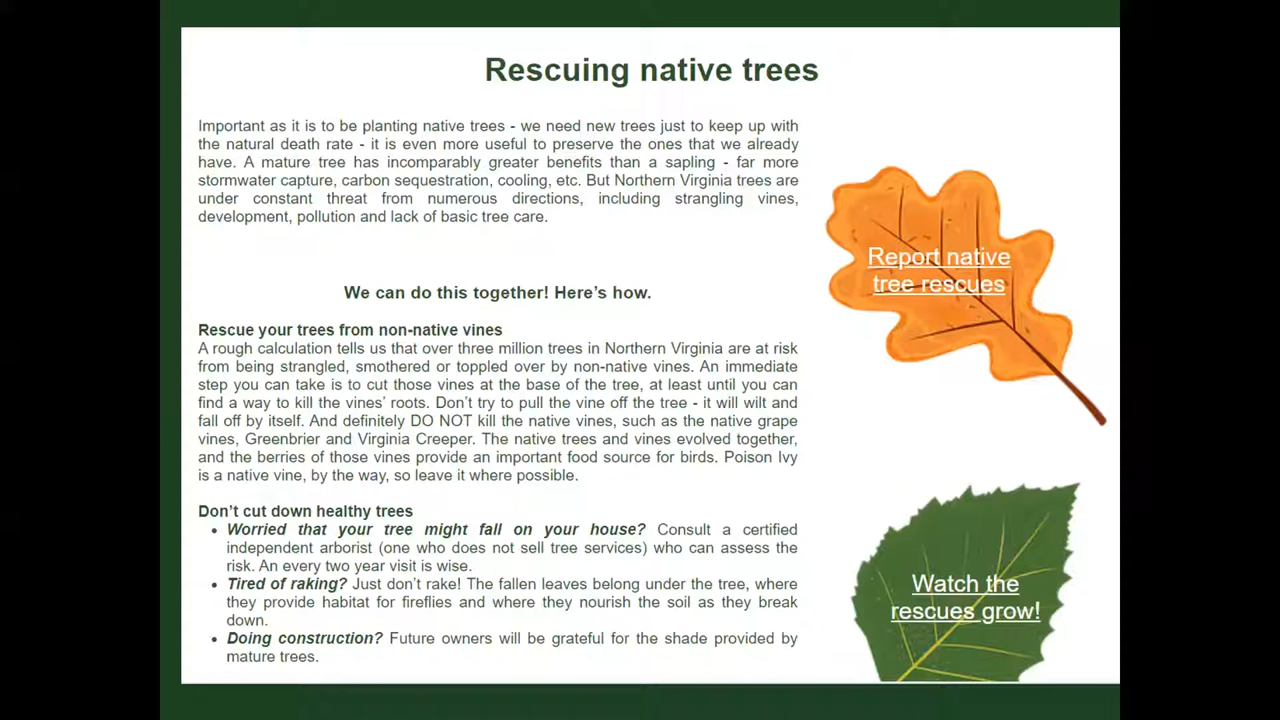 Rescuing native trees
Important as it is to be planting native trees - we need new trees just to keep up with
the natural death rate - it is even more useful to preserve the ones that we already
have. A mature tree has incomparably greater benefits than a sapling - far more
stormwater capture, carbon sequestration, cooling, etc. But Northern Virginia trees are
under constant threat from numerous directions, including strangling vines,
development, pollution and lack of basic tree care.
We can do this together! Here’s how.
Rescue your trees from non-native vines
A rough calculation tells us that over three million trees in Northern Virginia are at risk
from being strangled, smothered or toppled over by non-native vines. An immediate
step you can take is to cut those vines at the base of the tree, at least until you can
find a way to kill the vines’ roots. Don’t try to pull the vine off the tree - it will wilt and
fall off by itself. And definitely DO NOT kill the native vines, such as the native grape
vines, Greenbrier and Virginia Creeper. The native trees and vines evolved together,
and the berries of those vines provide an important food source for birds. Poison Ivy
is a native vine, by the way, so leave it where possible.
Don’t cut down healthy trees
• Worried that your tree might fall on your house? Consult a certified
independent arborist (one who does not sell tree services) who can assess the
risk. An every two year visit is wise.
• Tired of raking? Just don’t rake! The fallen leaves belong under the tree, where
they provide habitat for fireflies and where they nourish the soil as they break
down.
• Doing construction? Future owners will be grateful for the shade provided by
mature trees.
Report native
tree rescues
Watch the
rescues grow!